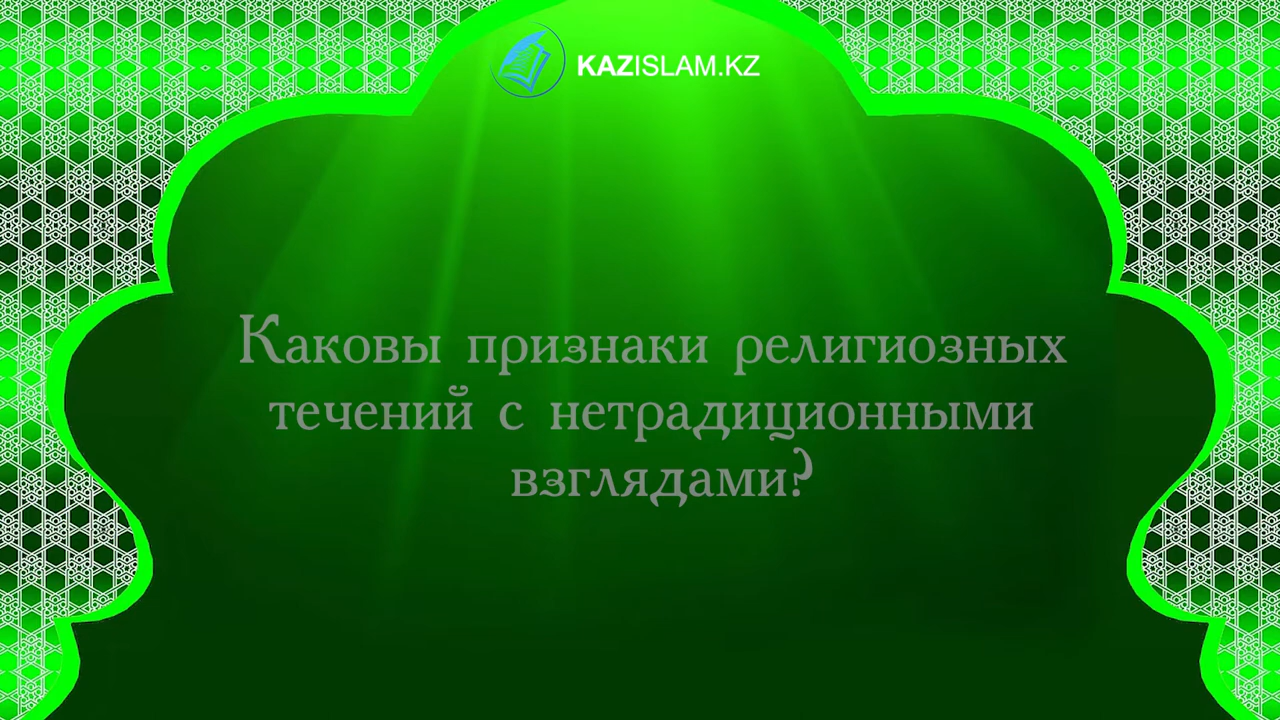 KAZISLAM.KZ
Каковы признаки религиозных
течений с нетрадиционными
взглядами?